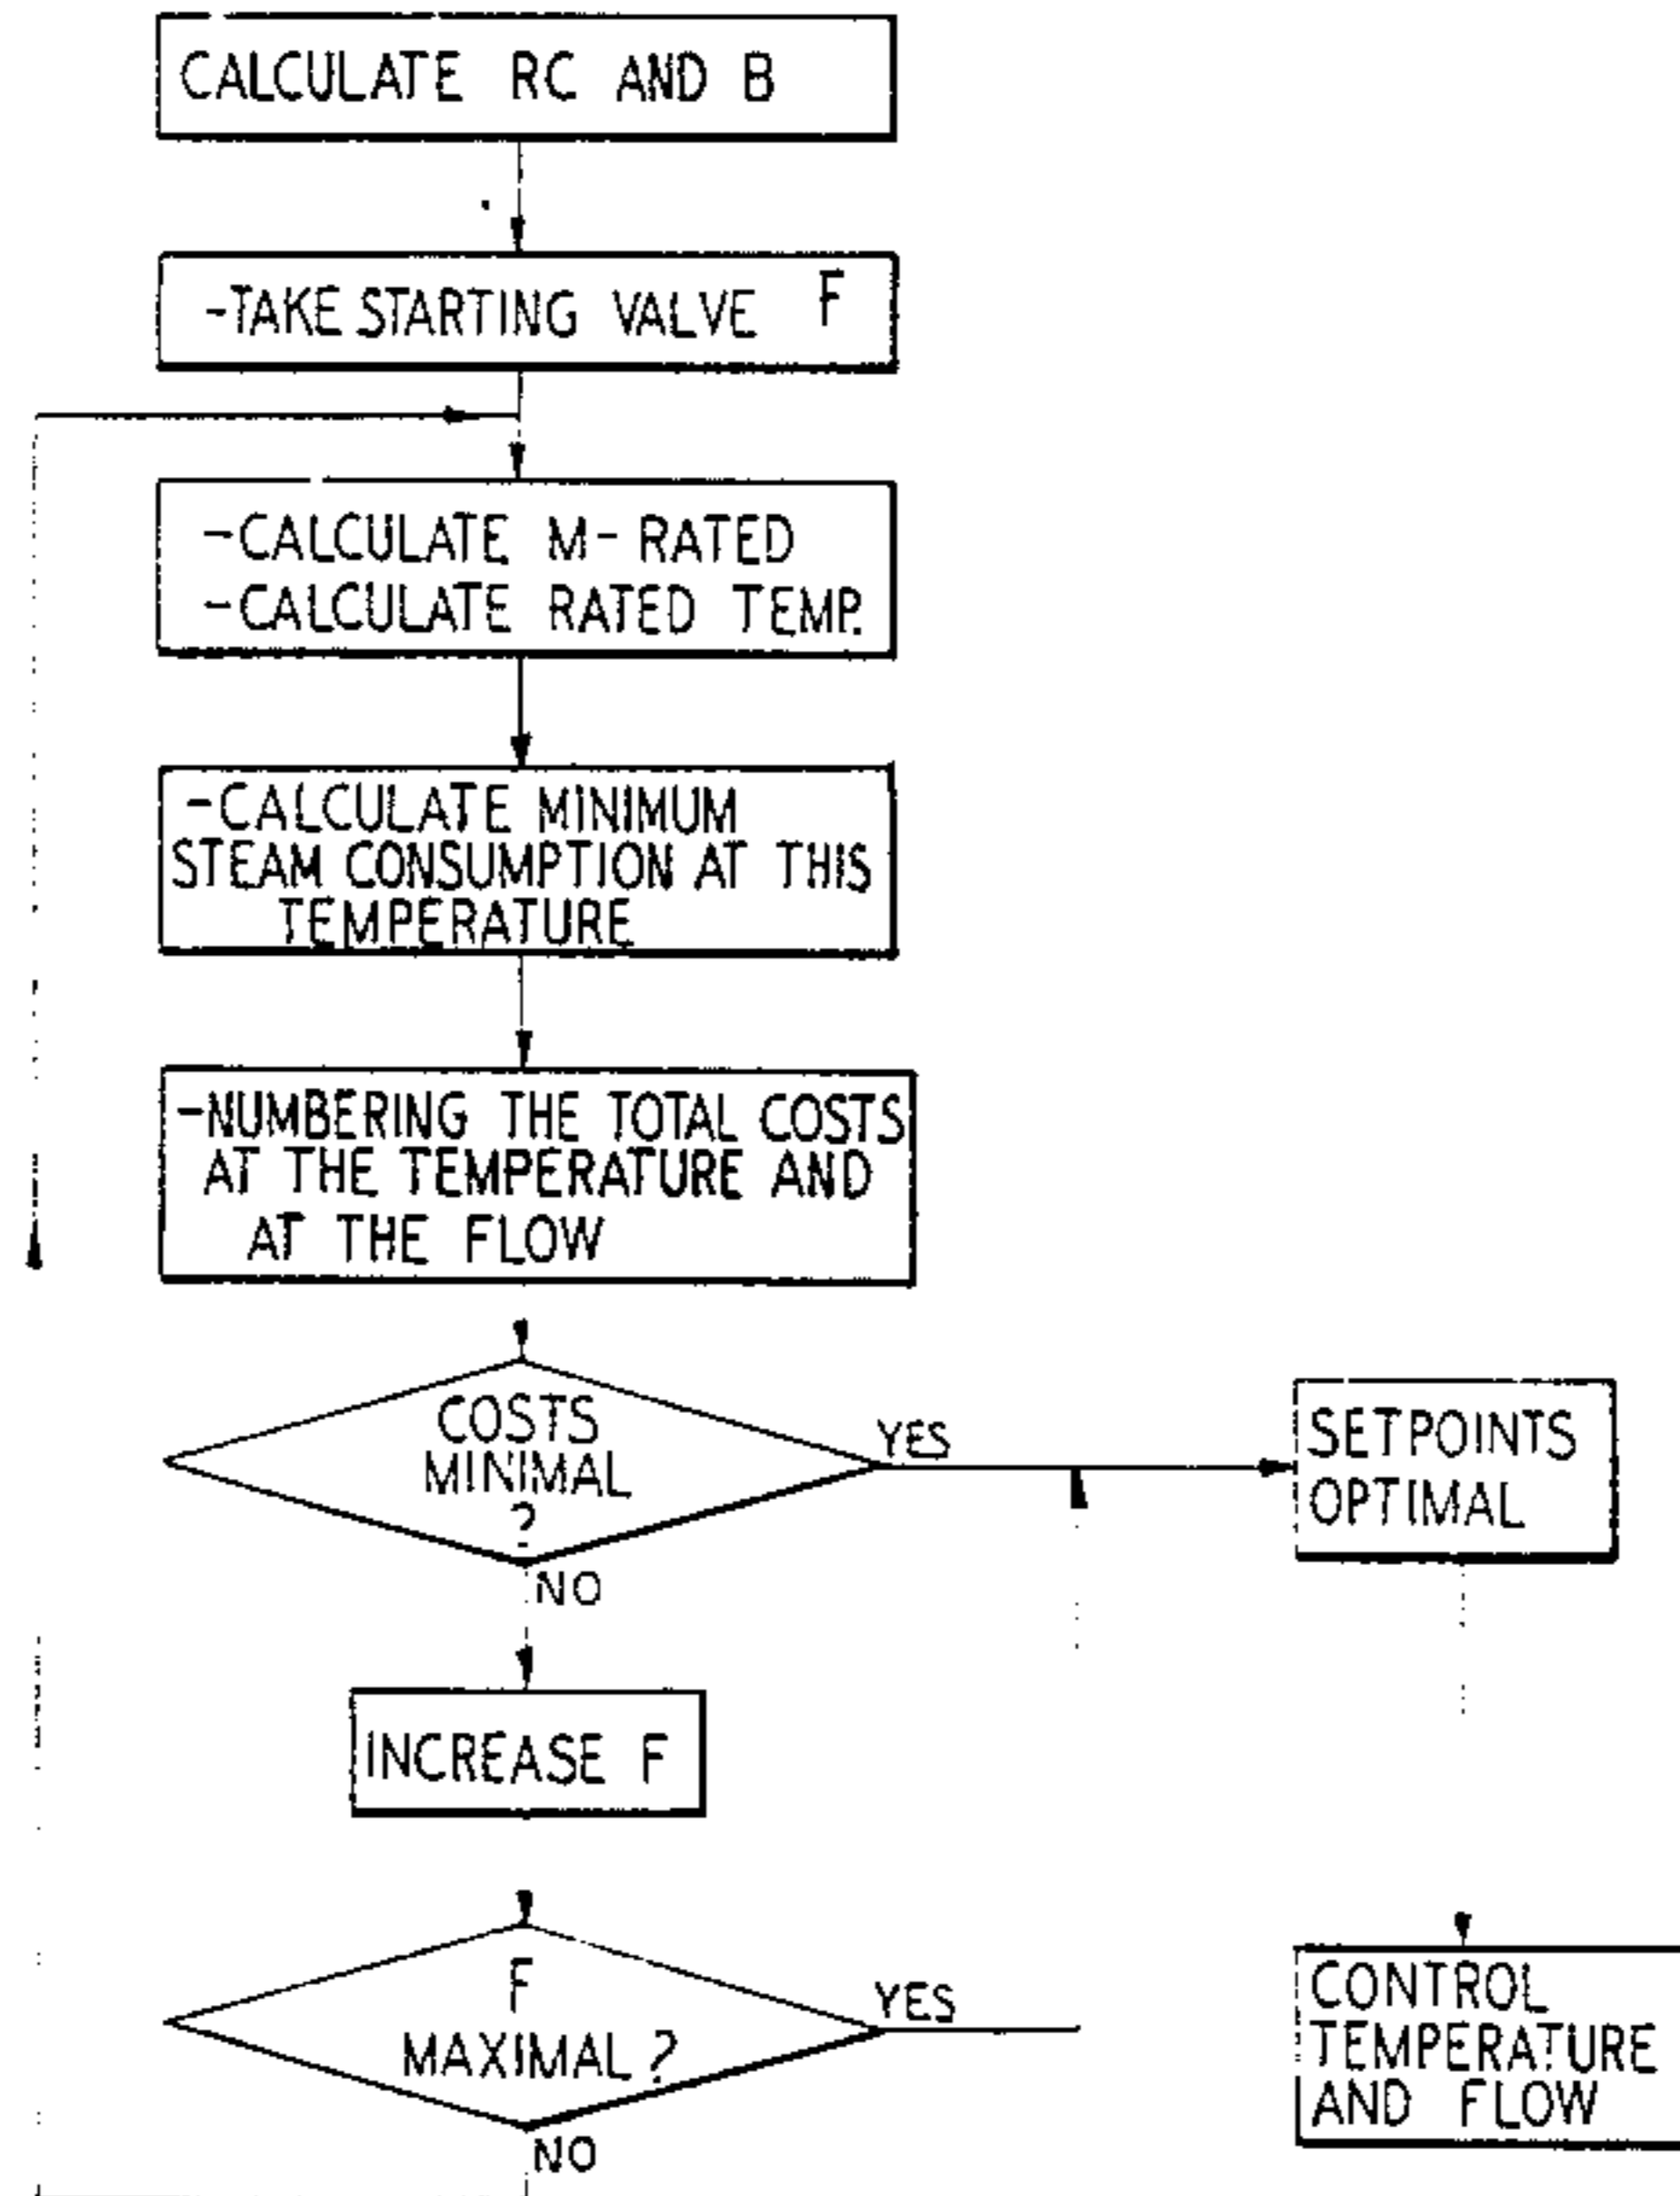 CALCULATE RC AND B
-TAKE STARTING VALVE F
-CALCULATE M-RATED
-CALCULATE RATED TEMP.
-CALCULATE MINIMUM
STEAM CONSUMPTION AT THIS
TEMPERATURE
-NUMBERING THE TOTAL COSTS
AT THE TEMPERATURE AND
AT THE FLOW
COSTS
MINIMAL
?
YES
SETPOINTS
OPTIMAL
NO
INCREASE F
F
MAXIMAL?
YES
CONTROL
TEMPERATURE
AND FLOW
NO